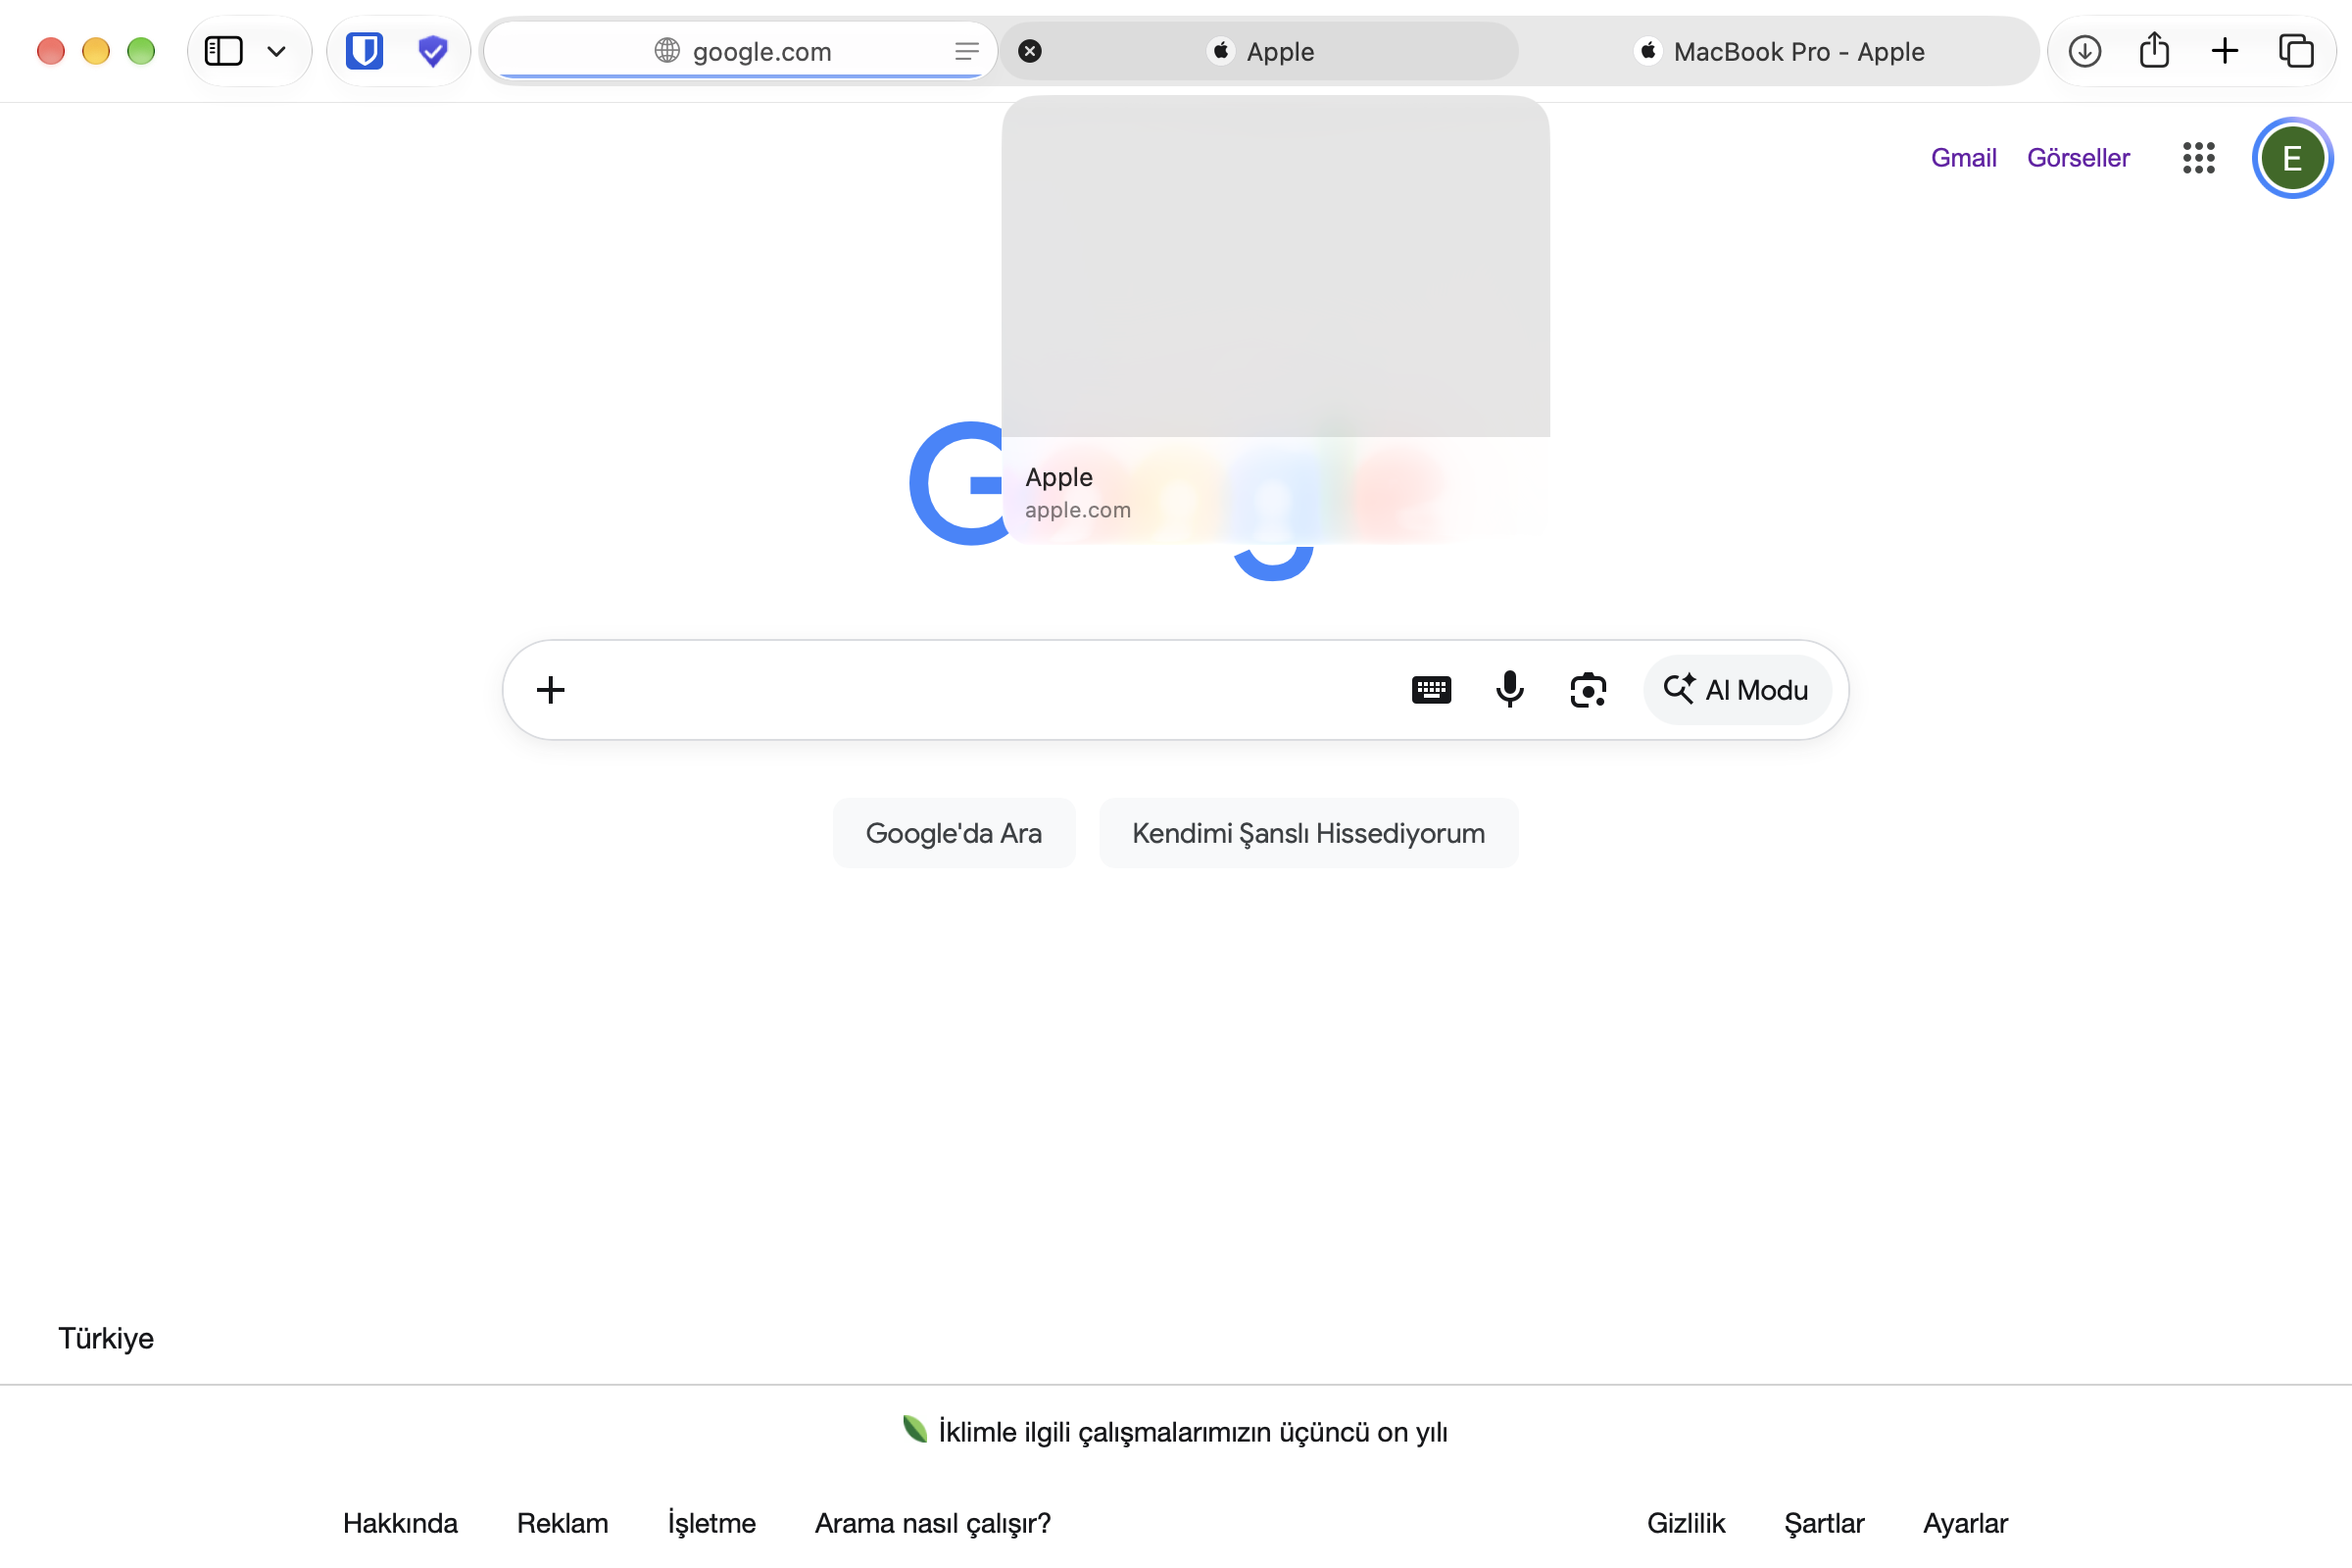 google.com
Apple
MacBook Pro - Apple
Gmail
Görseller
E
Apple
apple.com
AI Modu
Google'da Ara
Kendimi Şanslı Hissediyorum
Türkiye
İklimle ilgili çalışmalarımızın üçüncü on yılı
Hakkında
Reklam
İşletme
Arama nasıl çalışır?
Gizlilik
Şartlar
Ayarlar